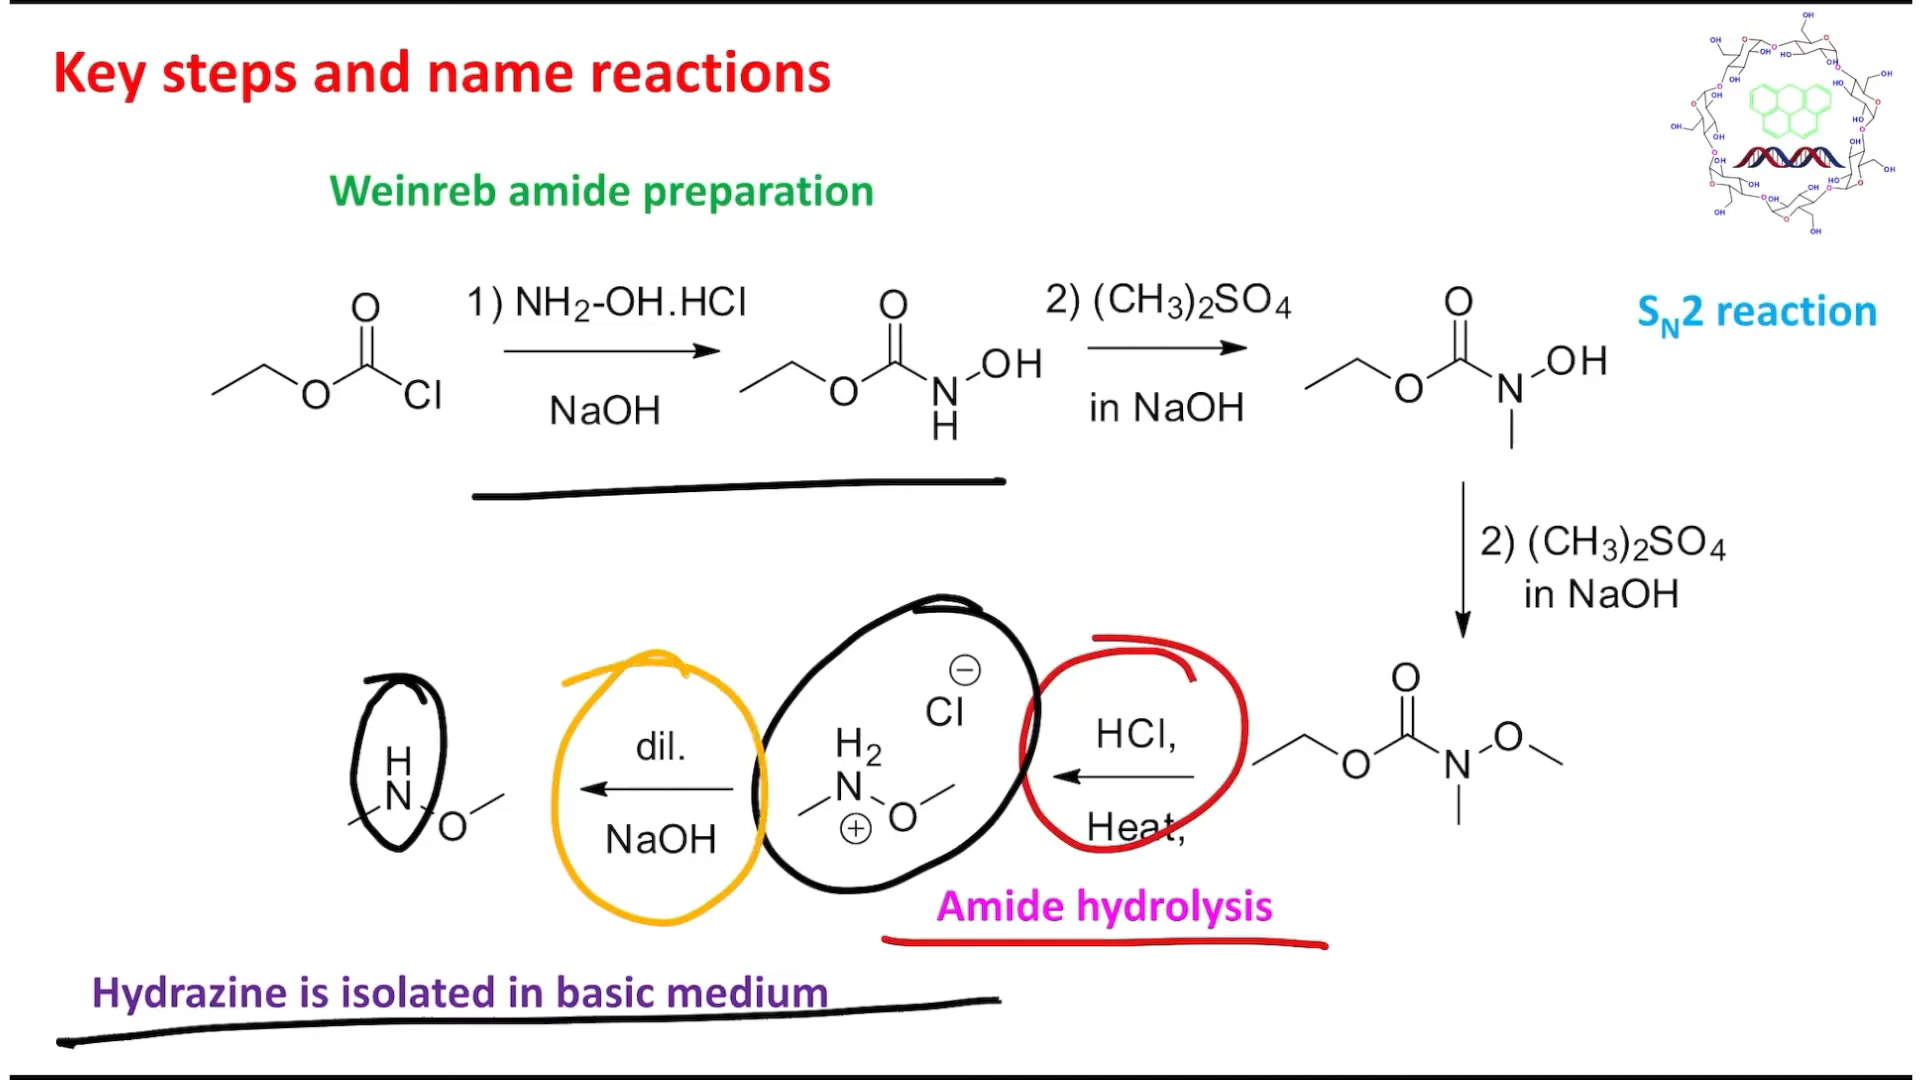 Key steps and name reactions
Weinreb amide preparation
1) NH2-OH.HCl
NaOH
2) (CH3)2SO4
in NaOH
SN2 reaction
O
O
Cl
O
O
N
H
OH
O
O
N
OH
2) (CH3)2SO4
in NaOH
O
O
N
O
HCl,
Heat,
Cl
⊖
H2
N
⊕
O
dil.
NaOH
H
N
O
Amide hydrolysis
Hydrazine is isolated in basic medium